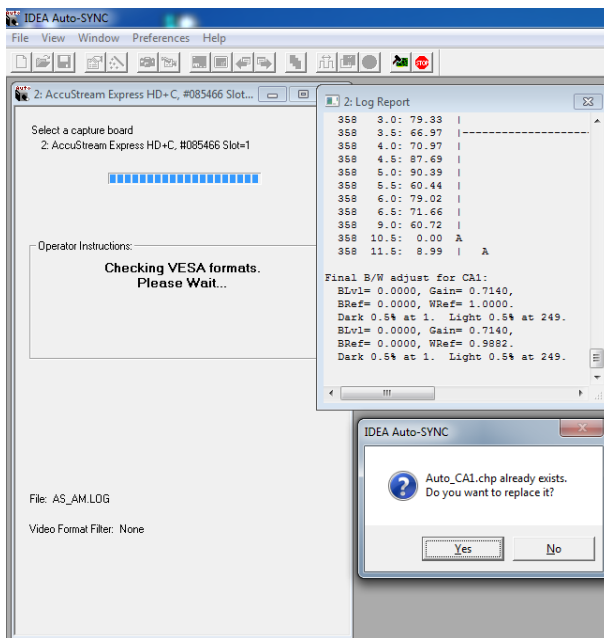 IDEA Auto-SYNC
File View Window Preferences Help
2: AccuStream Express HD+C, #085466 Slot...
Select a capture board
2: AccuStream Express HD+C, #085466 Slot=1
Operator Instructions:
Checking VESA formats.
Please Wait...
File: AS_AM.LOG
Video Format Filter: None
2: Log Report
358 3.0: 79.33 |
358 3.5: 66.97 |--------------------
358 4.0: 70.97 |
358 4.5: 87.69 |
358 5.0: 90.39 |
358 5.5: 60.44 |
358 6.0: 79.02 |
358 6.5: 71.66 |
358 9.0: 60.72 |
358 10.5: 0.00 A
358 11.5: 8.99 | A
Final B/W adjust for CA1:
BLvl= 0.0000, Gain= 0.7140,
BRef= 0.0000, WRef= 1.0000.
Dark 0.5% at 1. Light 0.5% at 249.
BLvl= 0.0000, Gain= 0.7140,
BRef= 0.0000, WRef= 0.9882.
Dark 0.5% at 1. Light 0.5% at 249.
IDEA Auto-SYNC
Auto_CA1.chp already exists.
Do you want to replace it?
Yes
No